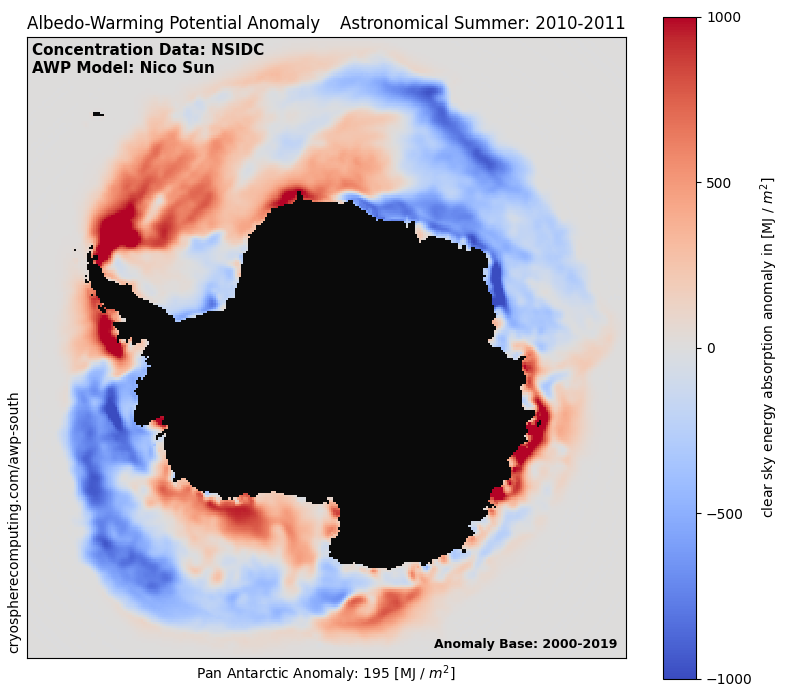 Albedo-Warming Potential Anomaly    Astronomical Summer: 2010-2011
Concentration Data: NSIDC
AWP Model: Nico Sun
cryospherecomputing.com/awp-south
Anomaly Base: 2000-2019
Pan Antarctic Anomaly: 195 [MJ / m²]
1000
500
0
−500
−1000
clear sky energy absorption anomaly in [MJ / m²]